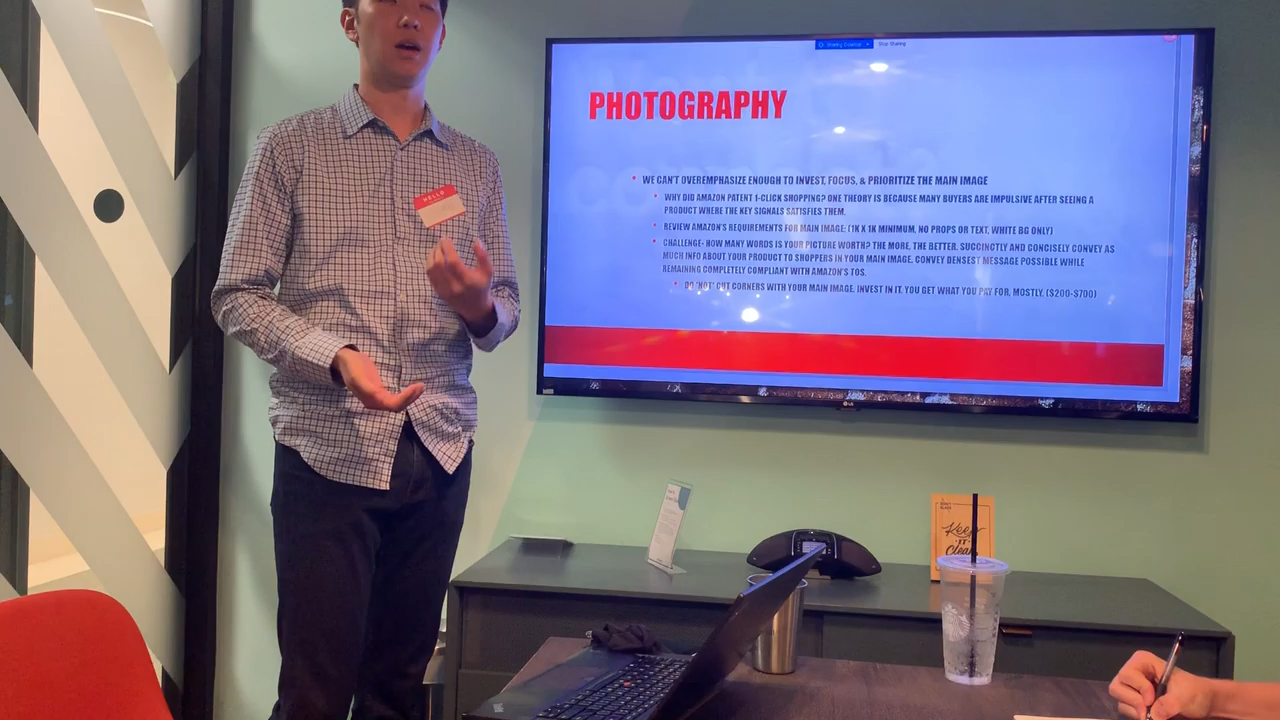 Stop Sharing
PHOTOGRAPHY
WE CAN'T OVEREMPHASIZE ENOUGH TO INVEST, FOCUS, & PRIORITIZE THE MAIN IMAGE
WHY DID AMAZON PATENT 1-CLICK SHOPPING? ONE THEORY IS BECAUSE MANY BUYERS ARE IMPULSIVE AFTER SEEING A
PRODUCT WHERE THE KEY SIGNALS SATISFIES THEM.
REVIEW AMAZON'S REQUIREMENTS FOR MAIN IMAGE: (1K X 1K MINIMUM, NO PROPS OR TEXT, WHITE BG ONLY)
CHALLENGE- HOW MANY WORDS IS YOUR PICTURE WORTH? THE MORE, THE BETTER. SUCCINCTLY AND CONCISELY CONVEY AS
MUCH INFO ABOUT YOUR PRODUCT TO SHOPPERS IN YOUR MAIN IMAGE. CONVEY DENSEST MESSAGE POSSIBLE WHILE
REMAINING COMPLETELY COMPLIANT WITH AMAZON'S TOS.
DO *NOT* CUT CORNERS WITH YOUR MAIN IMAGE. INVEST IN IT. YOU GET WHAT YOU PAY FOR, MOSTLY. ($200-$700)
HELLO
LG
Keep
IT
Clean